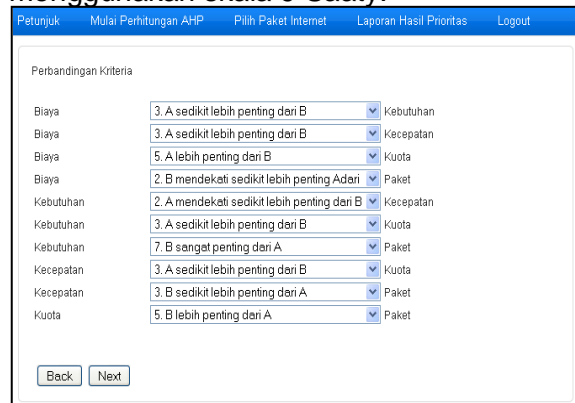 menggunakan skala 9 Saaty.
Petunjuk Mulai Perhitungan AHP Pilih Paket Internet Laporan Hasil Prioritas Logout
Perbandingan Kriteria
Biaya 3. A sedikit lebih penting dari B Kebutuhan
Biaya 3. A sedikit lebih penting dari B Kecepatan
Biaya 5. A lebih penting dari B Kuota
Biaya 2. B mendekati sedikit lebih penting Adari Paket
Kebutuhan 2. A mendekati sedikit lebih penting dari B Kecepatan
Kebutuhan 3. A sedikit lebih penting dari B Kuota
Kebutuhan 7. B sangat penting dari A Paket
Kecepatan 3. A sedikit lebih penting dari B Kuota
Kecepatan 3. B sedikit lebih penting dari A Paket
Kuota 5. B lebih penting dari A Paket
Back Next